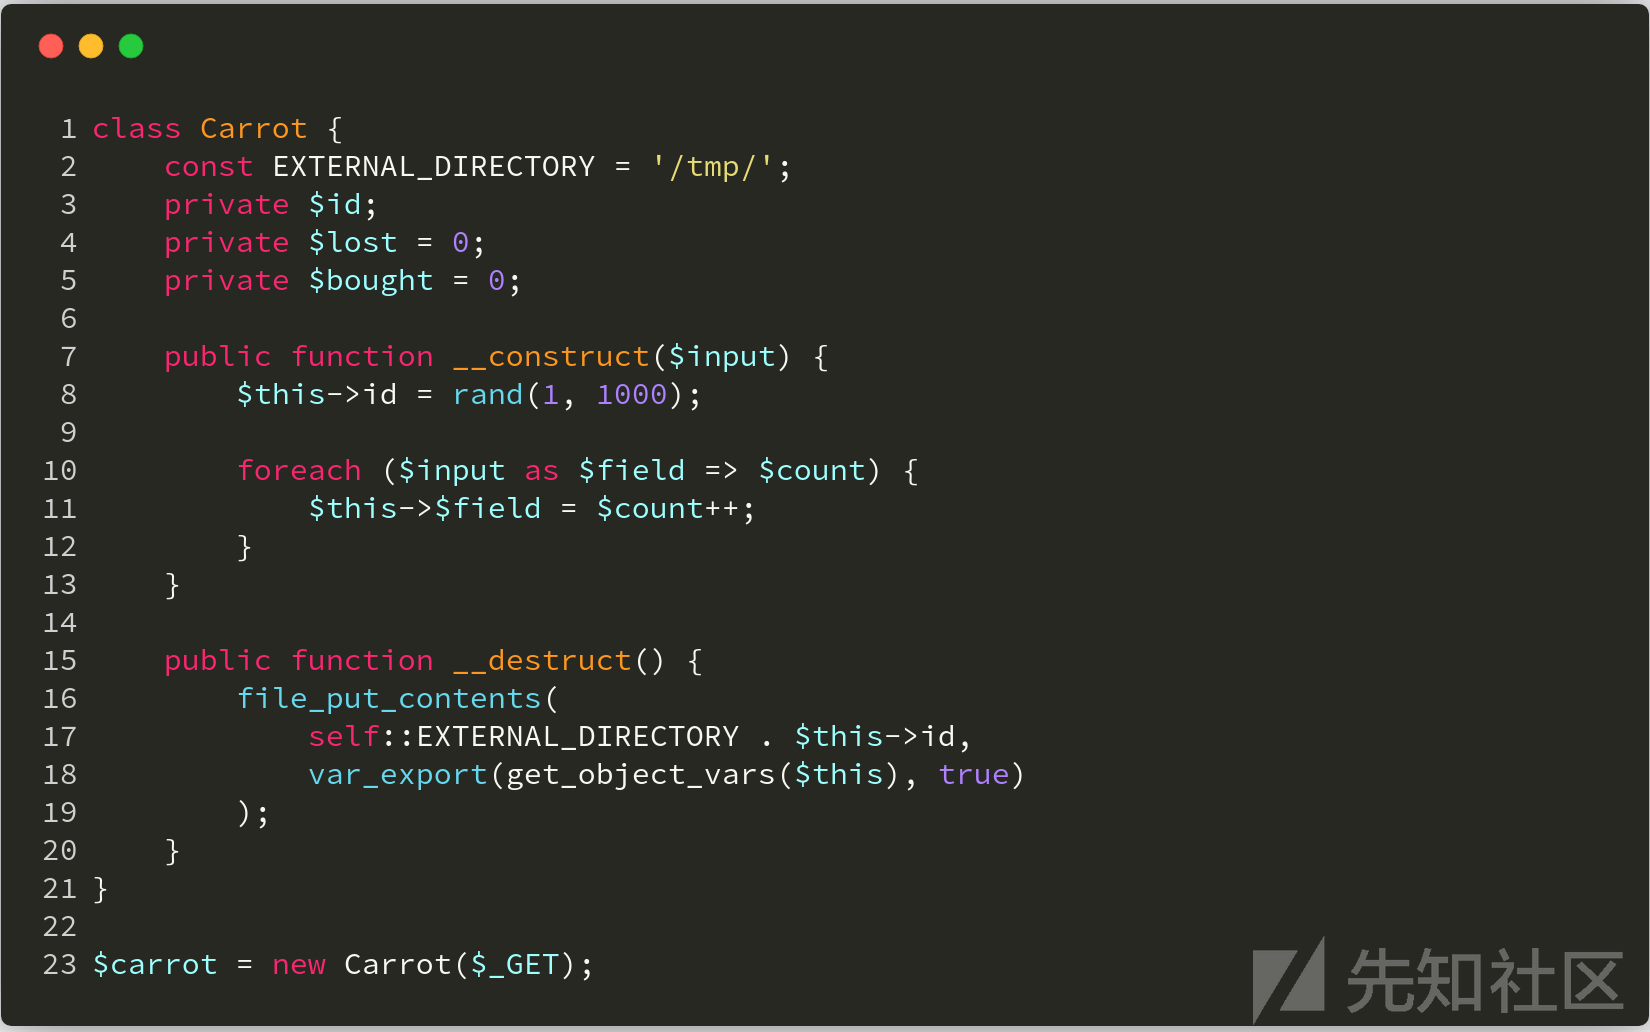 1 class Carrot {
2     const EXTERNAL_DIRECTORY = '/tmp/';
3     private $id;
4     private $lost = 0;
5     private $bought = 0;
6
7     public function __construct($input) {
8         $this->id = rand(1, 1000);
9
10         foreach ($input as $field => $count) {
11             $this->$field = $count++;
12         }
13     }
14
15     public function __destruct() {
16         file_put_contents(
17             self::EXTERNAL_DIRECTORY . $this->id,
18             var_export(get_object_vars($this), true)
19         );
20     }
21 }
22
23 $carrot = new Carrot($_GET);
先知社区